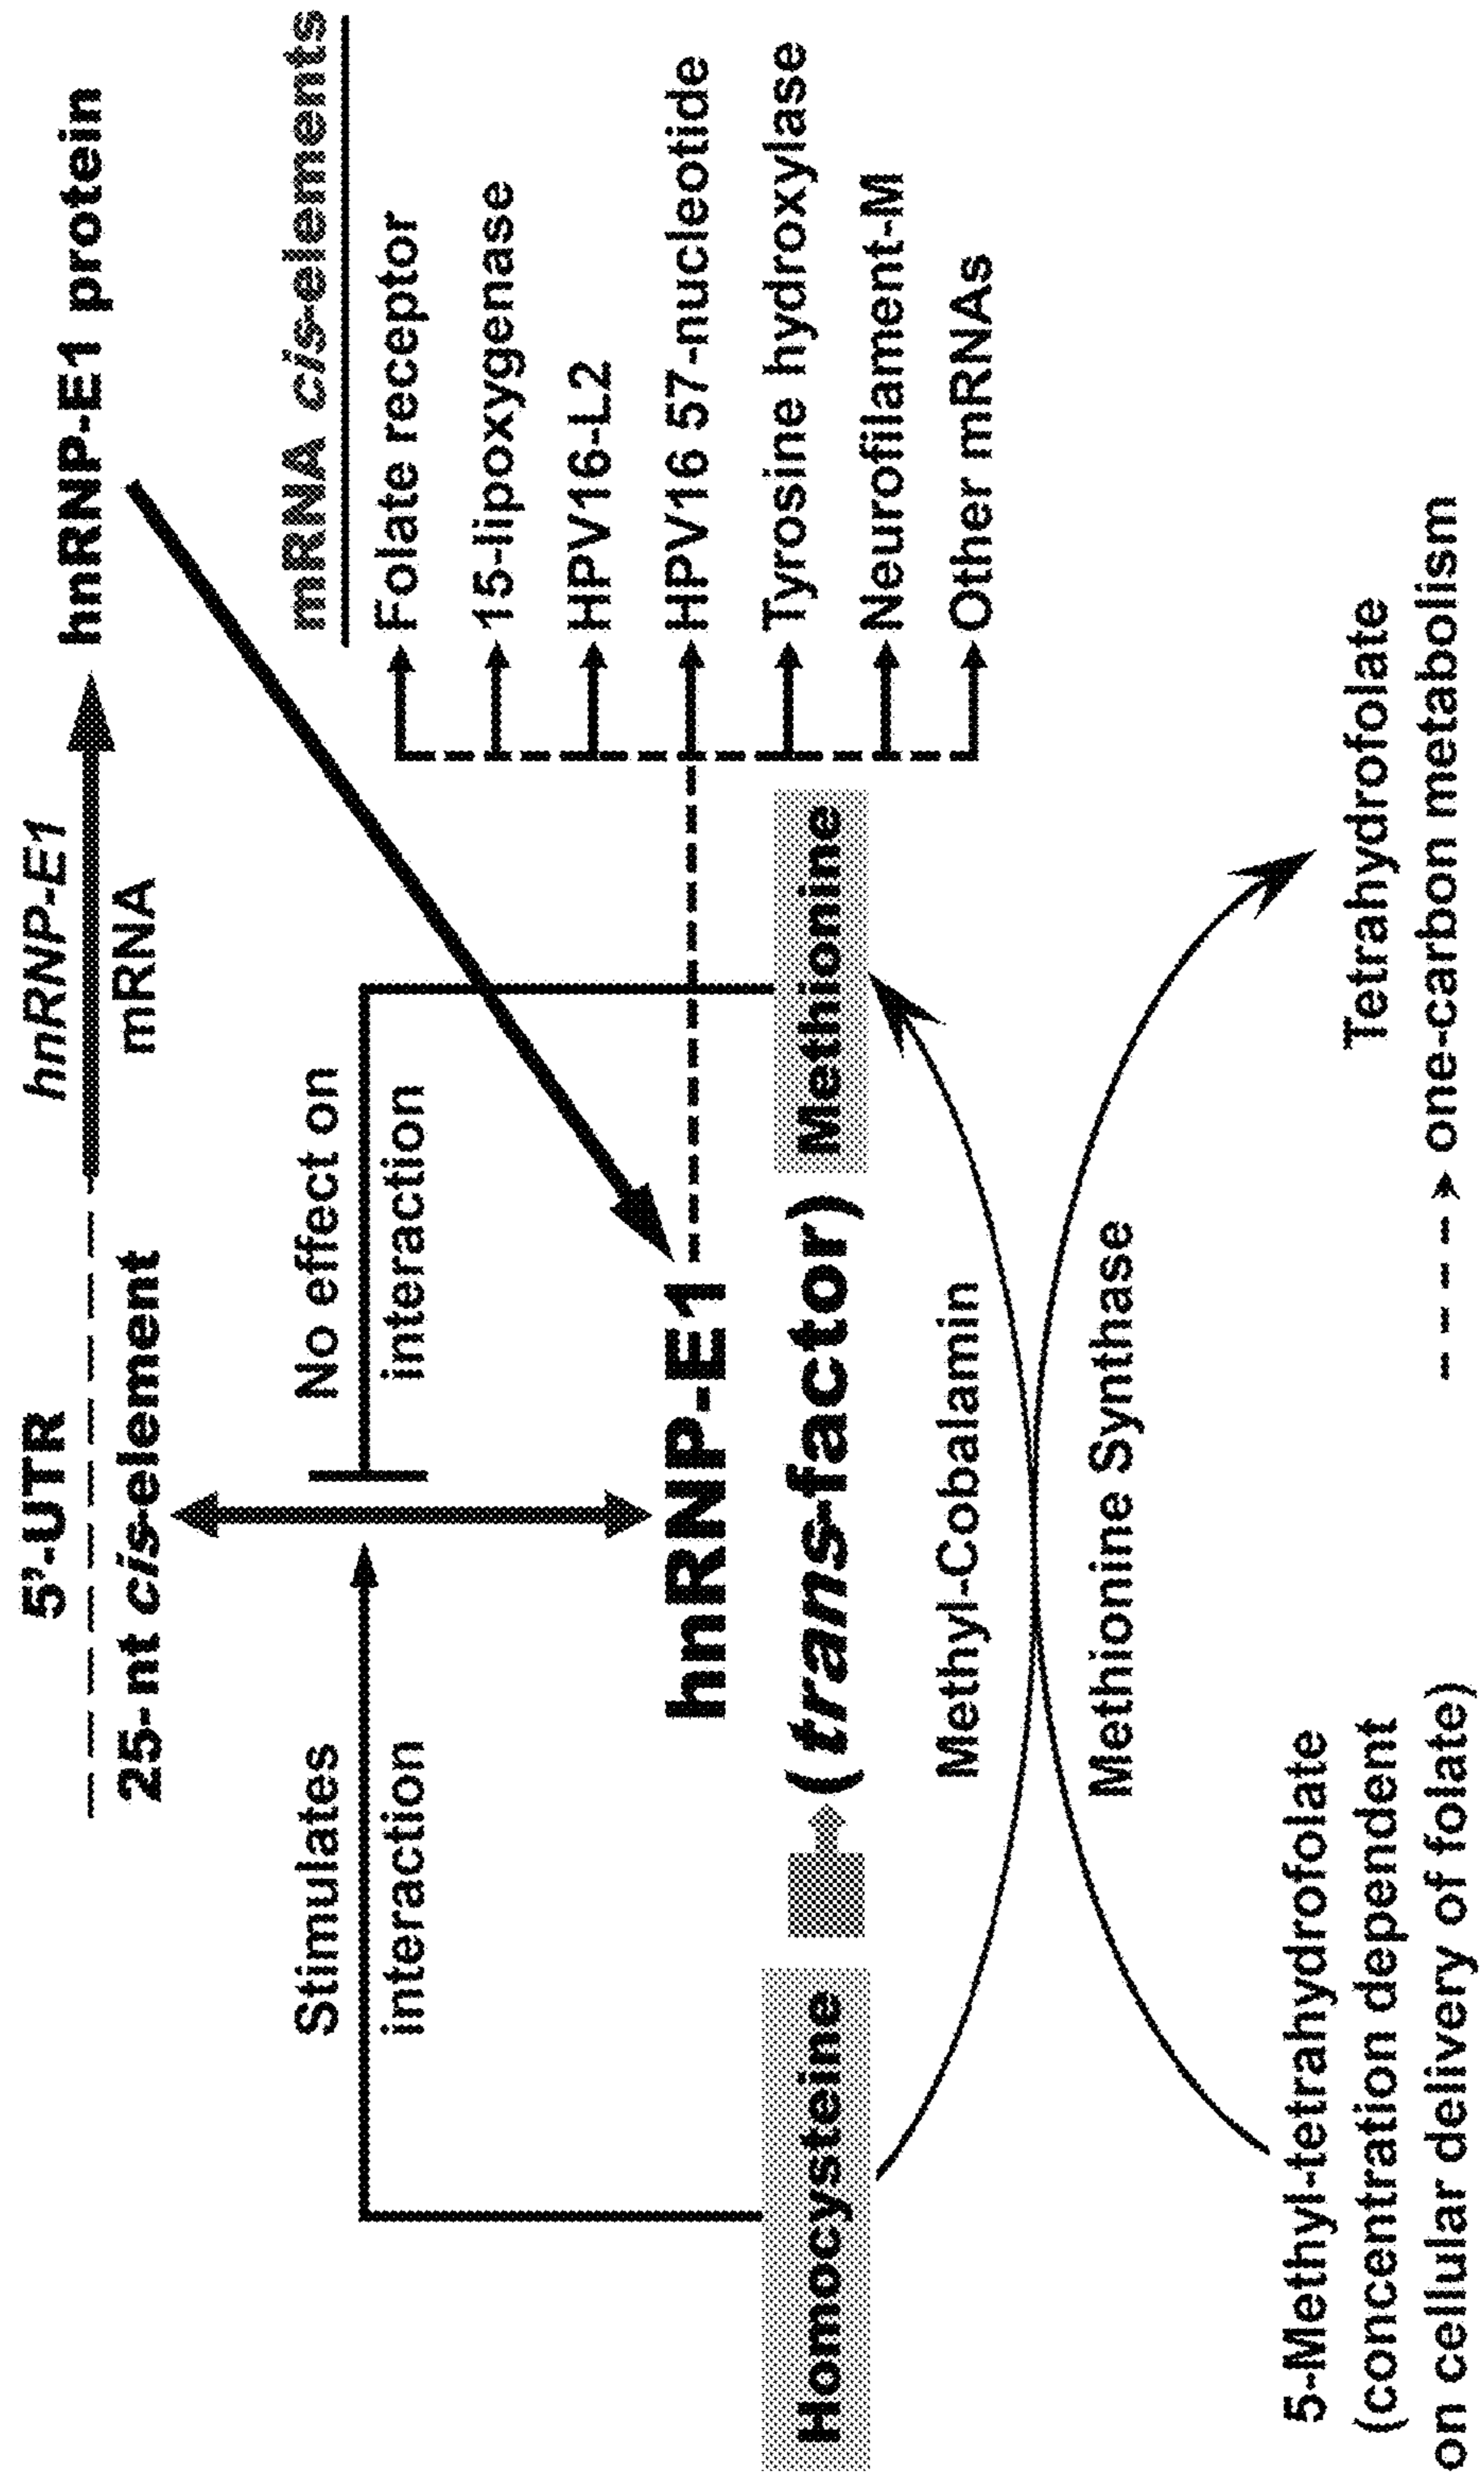 5'-UTR
hnRNP-E1
25-nt cis-element
mRNA
hnRNP-E1 protein
Stimulates
interaction
No effect on
interaction
mRNA cis-elements
Folate receptor
15-lipoxygenase
HPV16-L2
HPV16 57-nucleotide
Tyrosine hydroxylase
Neurofilament-M
Other mRNAs
hnRNP-E1
(trans-factor)
Homocysteine
Methionine
Methyl-Cobalamin
Methionine Synthase
5-Methyl-tetrahydrofolate
(concentration dependent
on cellular delivery of folate)
Tetrahydrofolate
one-carbon metabolism